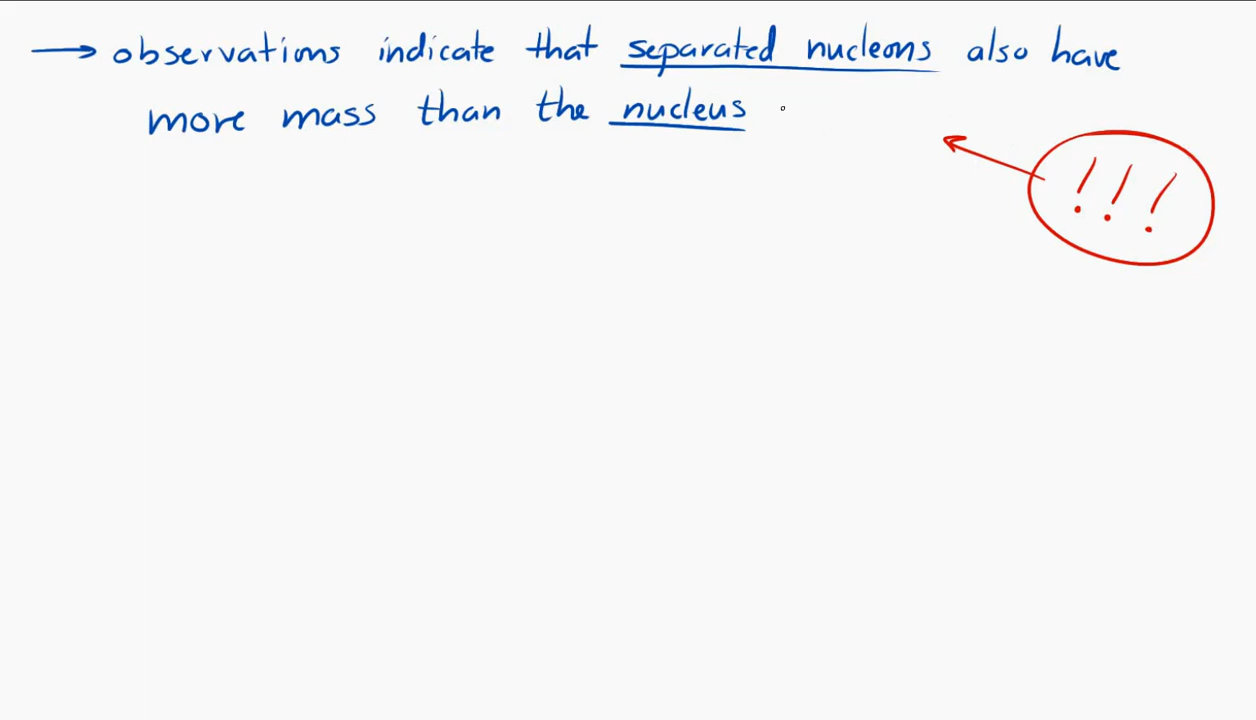 → observations indicate that separated nucleons also have
more mass than the nucleus
!!!